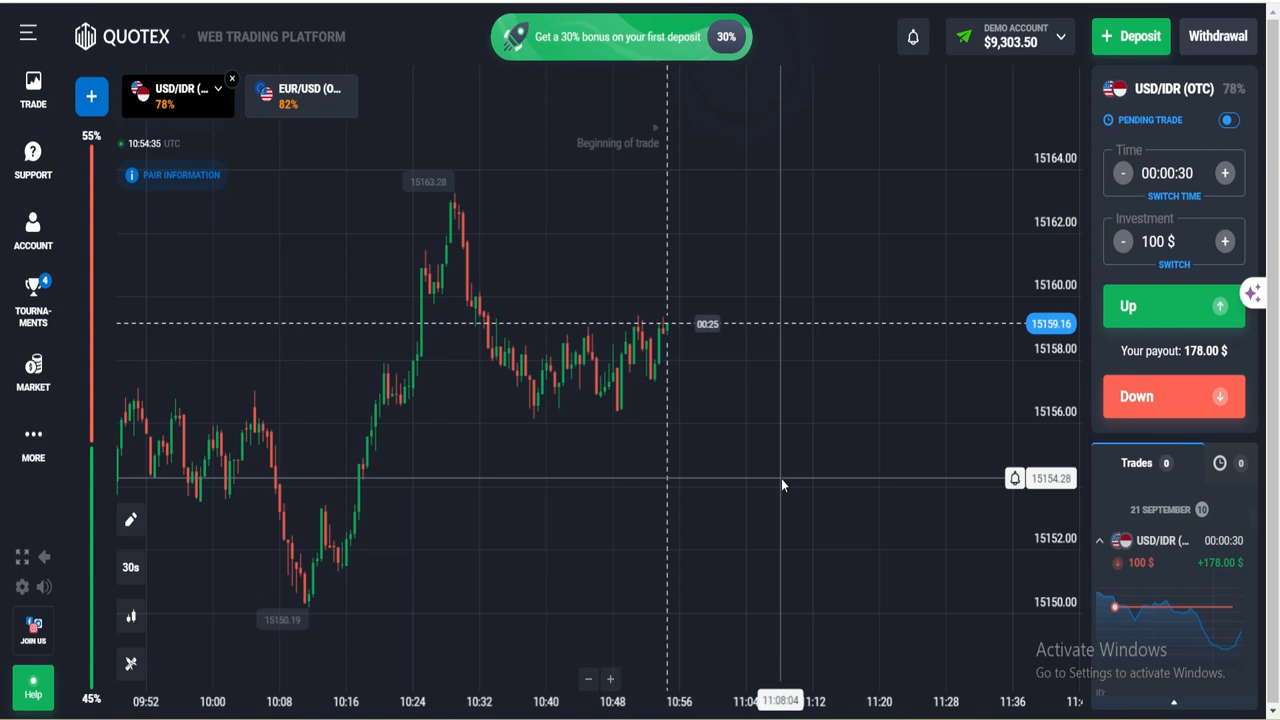 QUOTEX
WEB TRADING PLATFORM
Get a 30% bonus on your first deposit 30%
DEMO ACCOUNT
$9,303.50
+ Deposit
Withdrawal
TRADE
SUPPORT
ACCOUNT
4
TOURNA-
MENTS
MARKET
MORE
JOIN US
Help
+
USD/IDR (...
78%
EUR/USD (O...
82%
55%
10:54:35 UTC
PAIR INFORMATION
Beginning of trade
15163.28
15150.19
00:25
30s
45%
15164.00
15162.00
15160.00
15159.16
15158.00
15156.00
15154.28
15152.00
15150.00
09:52 10:00 10:08 10:16 10:24 10:32 10:40 10:48 10:56 11:04 11:08:04 11:12 11:20 11:28 11:36 11:4
USD/IDR (OTC) 78%
PENDING TRADE
Time
- 00:00:30 +
SWITCH TIME
Investment
- 100 $ +
SWITCH
Up
Your payout: 178.00 $
Down
Trades 0 0
21 SEPTEMBER 10
USD/IDR (... 00:00:30
100 $ +178.00 $
Activate Windows
Go to Settings to activate Windows.